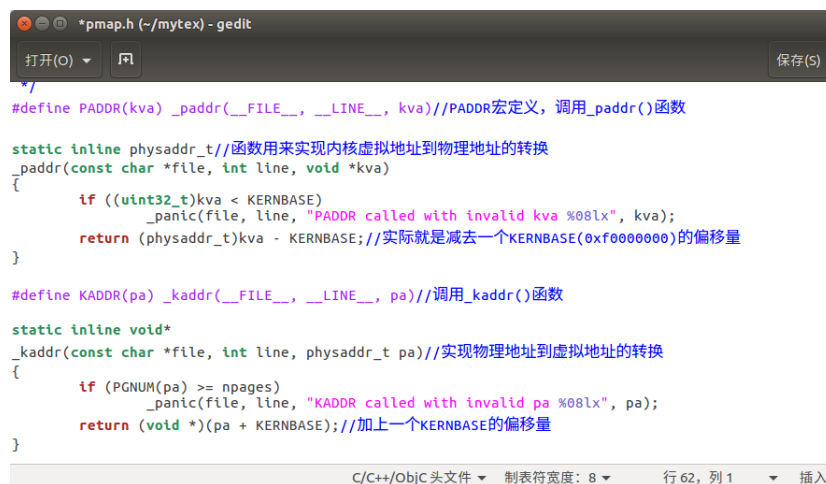 *pmap.h (~/mytex) - gedit
打开(O)
保存(S)
*/
#define PADDR(kva) _paddr(__FILE__, __LINE__, kva)//PADDR宏定义，调用_paddr()函数
static inline physaddr_t//函数用来实现内核虚拟地址到物理地址的转换
_paddr(const char *file, int line, void *kva)
{
if ((uint32_t)kva < KERNBASE)
_panic(file, line, "PADDR called with invalid kva %08lx", kva);
return (physaddr_t)kva - KERNBASE;//实际就是减去一个KERNBASE(0xf0000000)的偏移量
}
#define KADDR(pa) _kaddr(__FILE__, __LINE__, pa)//调用_kaddr()函数
static inline void*
_kaddr(const char *file, int line, physaddr_t pa)//实现物理地址到虚拟地址的转换
{
if (PGNUM(pa) >= npages)
_panic(file, line, "KADDR called with invalid pa %08lx", pa);
return (void *)(pa + KERNBASE);//加上一个KERNBASE的偏移量
}
C/C++/ObjC 头文件 制表符宽度：8 行 62，列 1 插入